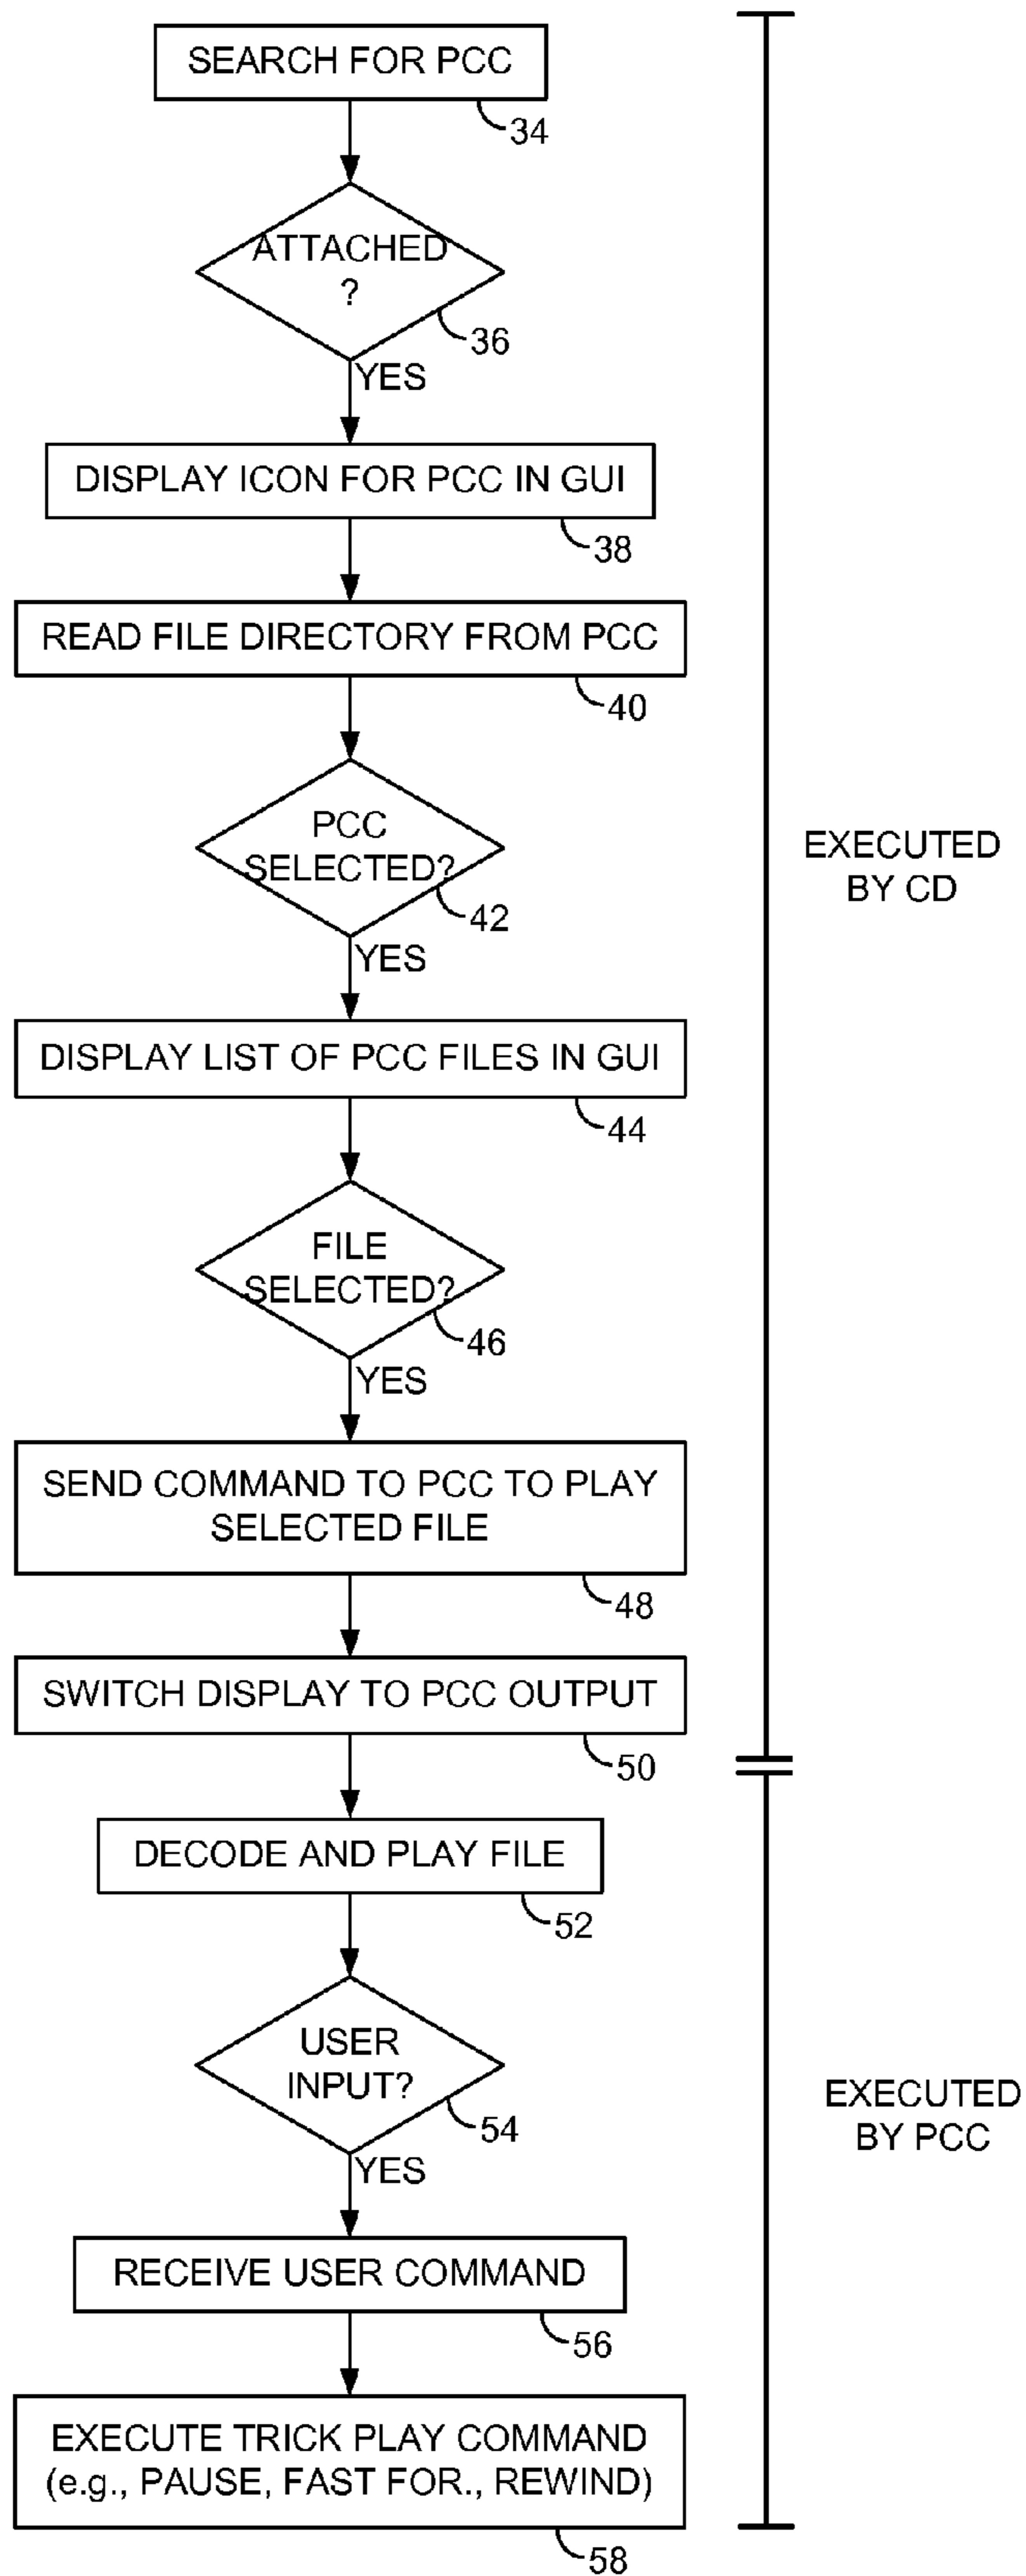 SEARCH FOR PCC
34
ATTACHED
?
36
YES
DISPLAY ICON FOR PCC IN GUI
38
READ FILE DIRECTORY FROM PCC
40
PCC
SELECTED?
42
YES
EXECUTED
BY CD
DISPLAY LIST OF PCC FILES IN GUI
44
FILE
SELECTED?
46
YES
SEND COMMAND TO PCC TO PLAY
SELECTED FILE
48
SWITCH DISPLAY TO PCC OUTPUT
50
DECODE AND PLAY FILE
52
USER
INPUT?
54
YES
EXECUTED
BY PCC
RECEIVE USER COMMAND
56
EXECUTE TRICK PLAY COMMAND
(e.g., PAUSE, FAST FOR., REWIND)
58